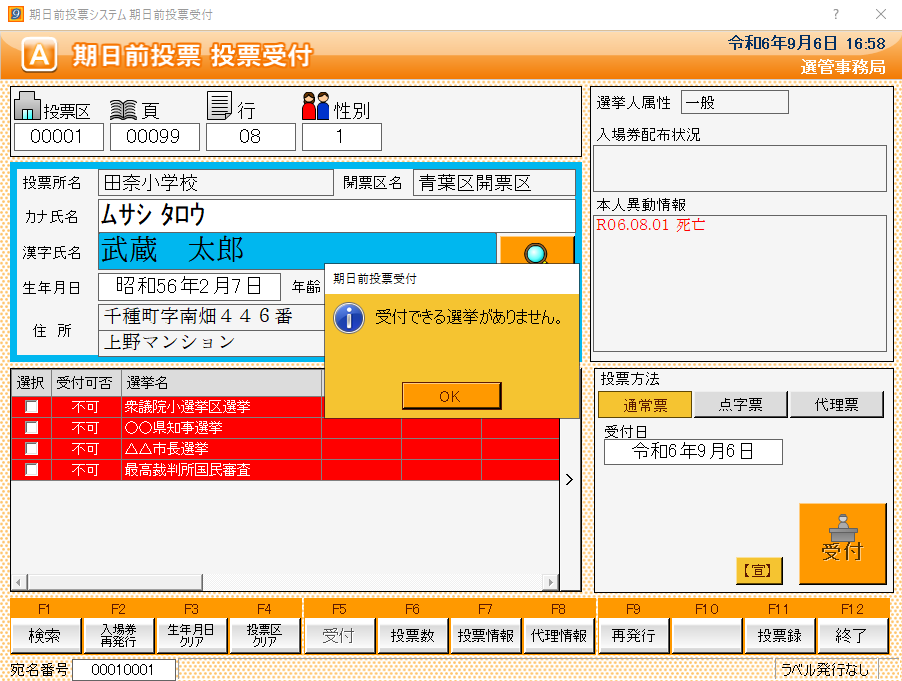 期日前投票システム 期日前投票受付
令和6年9月6日 16:58
A 期日前投票 投票受付
選管事務局
投票区 頁 行 性別
00001 00099 08 1
投票所名 田奈小学校 開票区名 青葉区開票区
カナ氏名 ムサシ タロウ
漢字氏名 武蔵 太郎
生年月日 昭和56年2月7日 年齢
住 所 千種町字南畑446番
上野マンション
選挙人属性 一般
入場券配布状況
本人異動情報
R06.08.01 死亡
期日前投票受付
受付できる選挙がありません。
OK
選択 受付可否 選挙名
不可 衆議院小選挙区選挙
不可 〇〇県知事選挙
不可 △△市長選挙
不可 最高裁判所国民審査
投票方法
通常票 点字票 代理票
受付日
令和6年9月6日
受付
【宣】
F1 F2 F3 F4 F5 F6 F7 F8 F9 F10 F11 F12
検索 入場券再発行 生年月日クリア 投票区クリア 受付 投票数 投票情報 代理情報 再発行 投票録 終了
宛名番号 00010001 ラベル発行なし